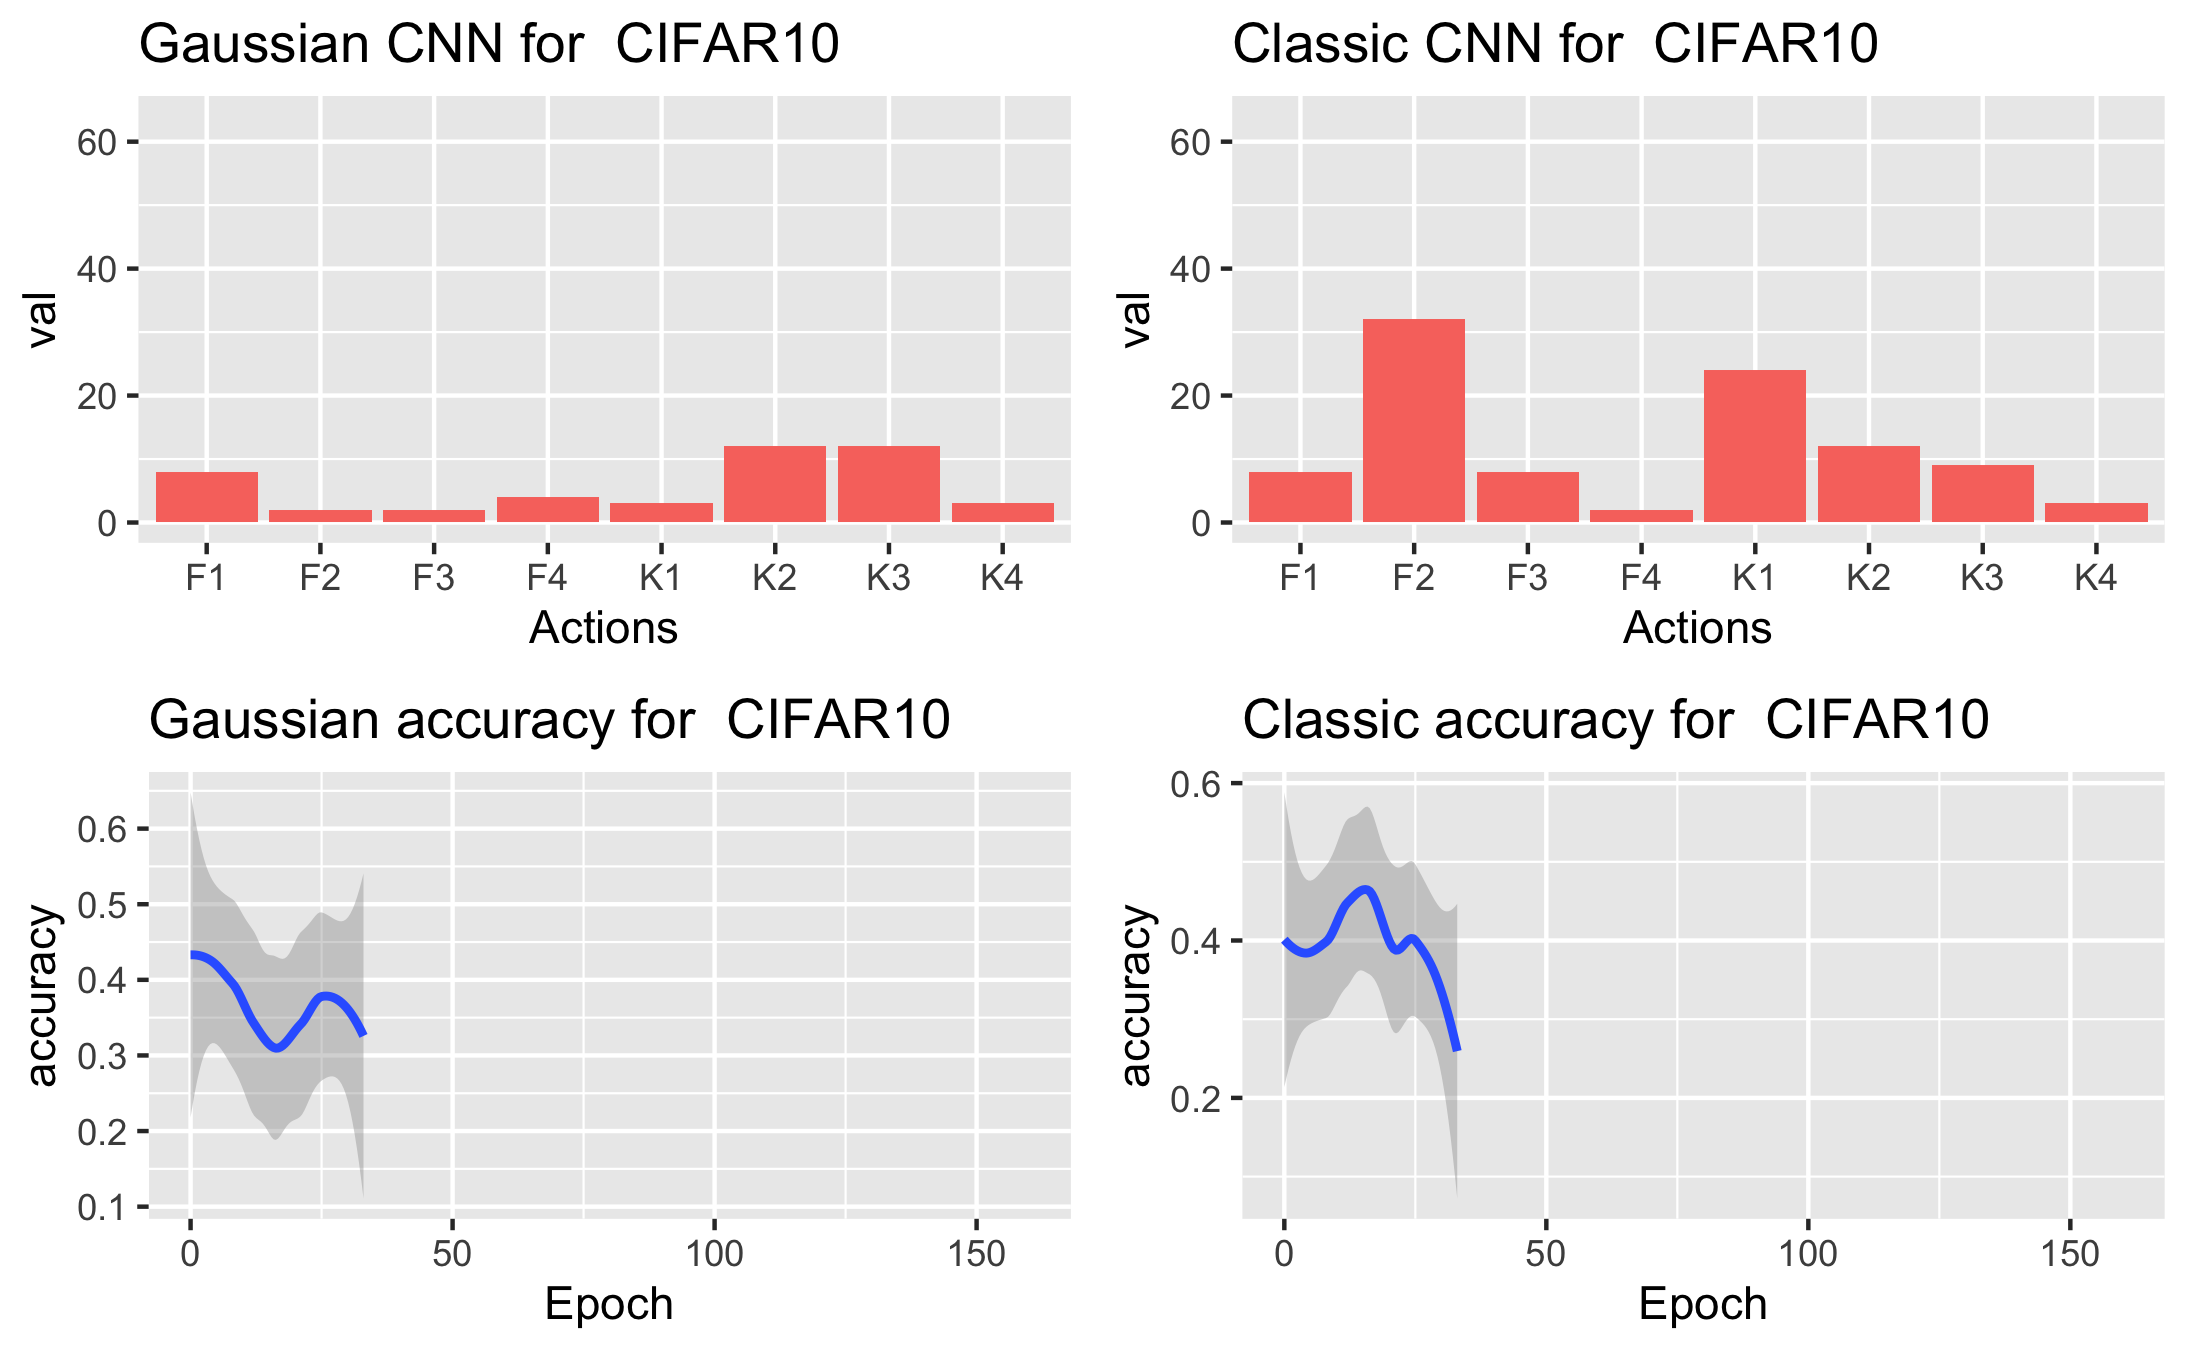 Gaussian CNN for  CIFAR10
60
40
20
0
val
F1 F2 F3 F4 K1 K2 K3 K4
Actions
Classic CNN for  CIFAR10
60
40
20
0
val
F1 F2 F3 F4 K1 K2 K3 K4
Actions
Gaussian accuracy for  CIFAR10
0.6
0.5
0.4
0.3
0.2
0.1
accuracy
0 50 100 150
Epoch
Classic accuracy for  CIFAR10
0.6
0.4
0.2
accuracy
0 50 100 150
Epoch